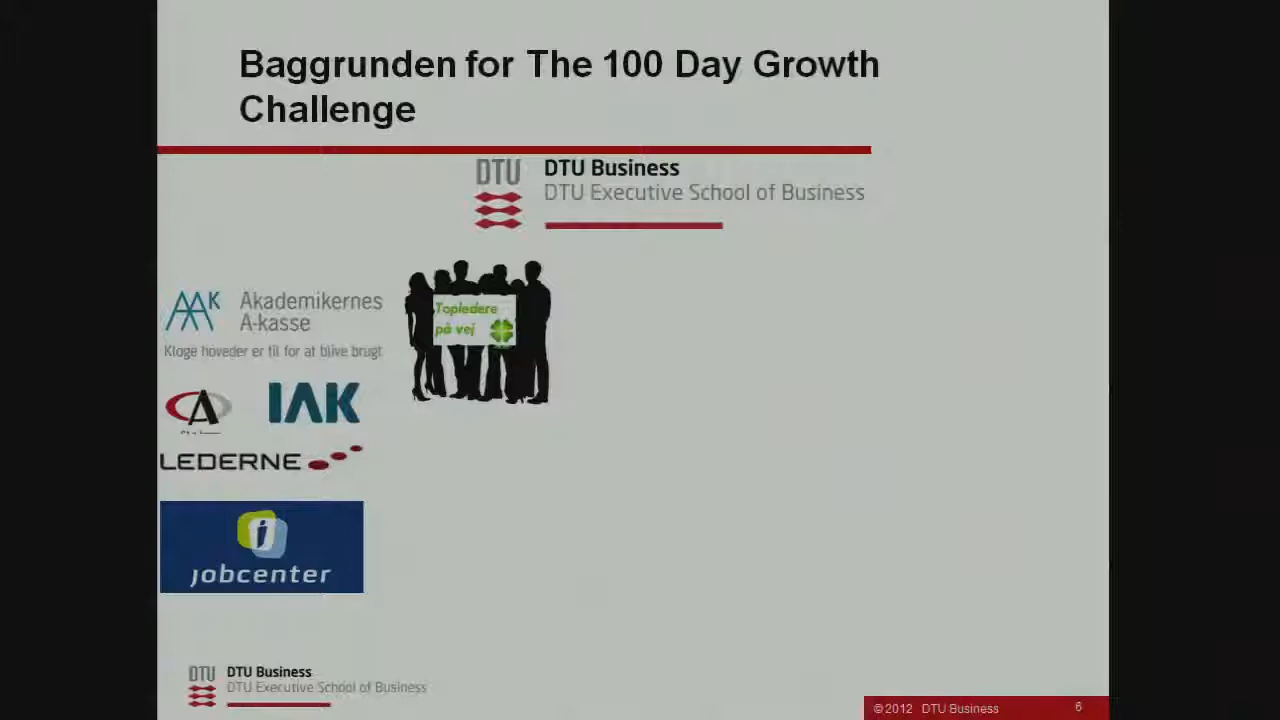 Baggrunden for The 100 Day Growth
Challenge
DTU
DTU Business
DTU Executive School of Business
Topledere
på vej
AAK
Akademikernes
A-kasse
Kloge hoveder er til for at blive brugt
A
IAK
LEDERNE
jobcenter
DTU
DTU Business
DTU Executive School of Business
©2012 DTU Business
6